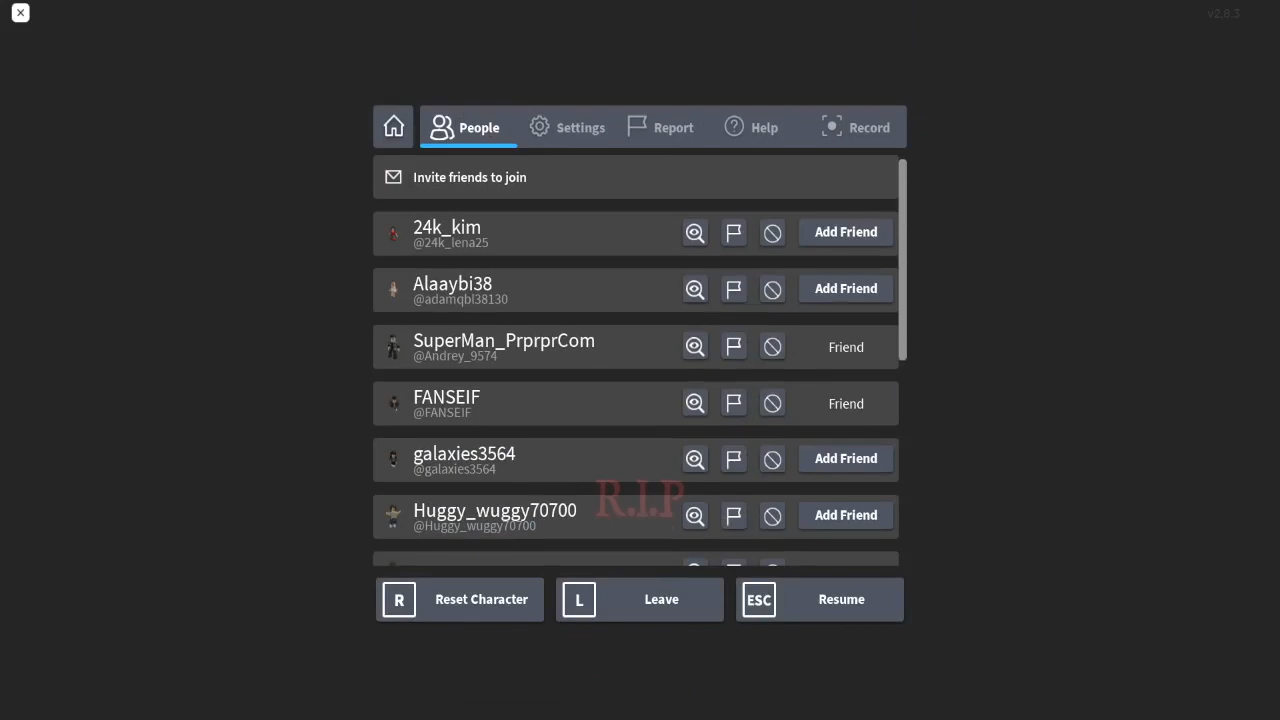 v2.8.3
People
Settings
Report
Help
Record
Invite friends to join
24k_kim
@24k_lena25
Add Friend
Alaaybi38
@adamqbi38130
Add Friend
SuperMan_PrprprCom
@Andrey_9574
Friend
FANSEIF
@FANSEIF
Friend
galaxies3564
@galaxies3564
Add Friend
R.I.P
Huggy_wuggy70700
@Huggy_wuggy70700
Add Friend
R Reset Character
L Leave
ESC Resume